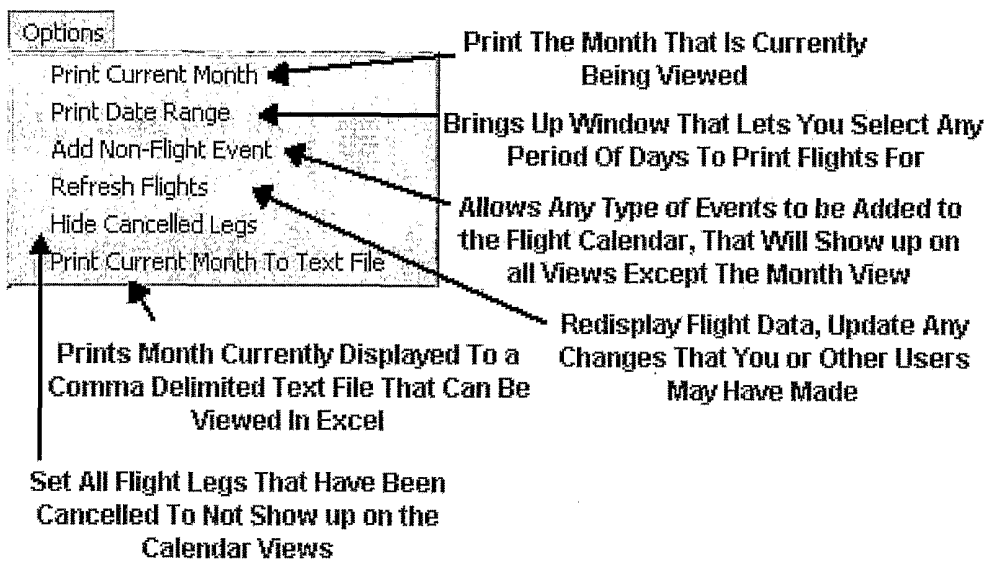 Options
Print Current Month
Print Date Range
Add Non-Flight Event
Refresh Flights
Hide Cancelled Legs
Print Current Month To Text File
Print The Month That Is Currently
Being Viewed
Brings Up Window That Lets You Select Any
Period Of Days To Print Flights For
Allows Any Type of Events to be Added to
the Flight Calendar, That Will Show up on
all Views Except The Month View
Redisplay Flight Data, Update Any
Changes That You or Other Users
May Have Made
Prints Month Currently Displayed To a
Comma Delimited Text File That Can Be
Viewed In Excel
Set All Flight Legs That Have Been
Cancelled To Not Show up on the
Calendar Views